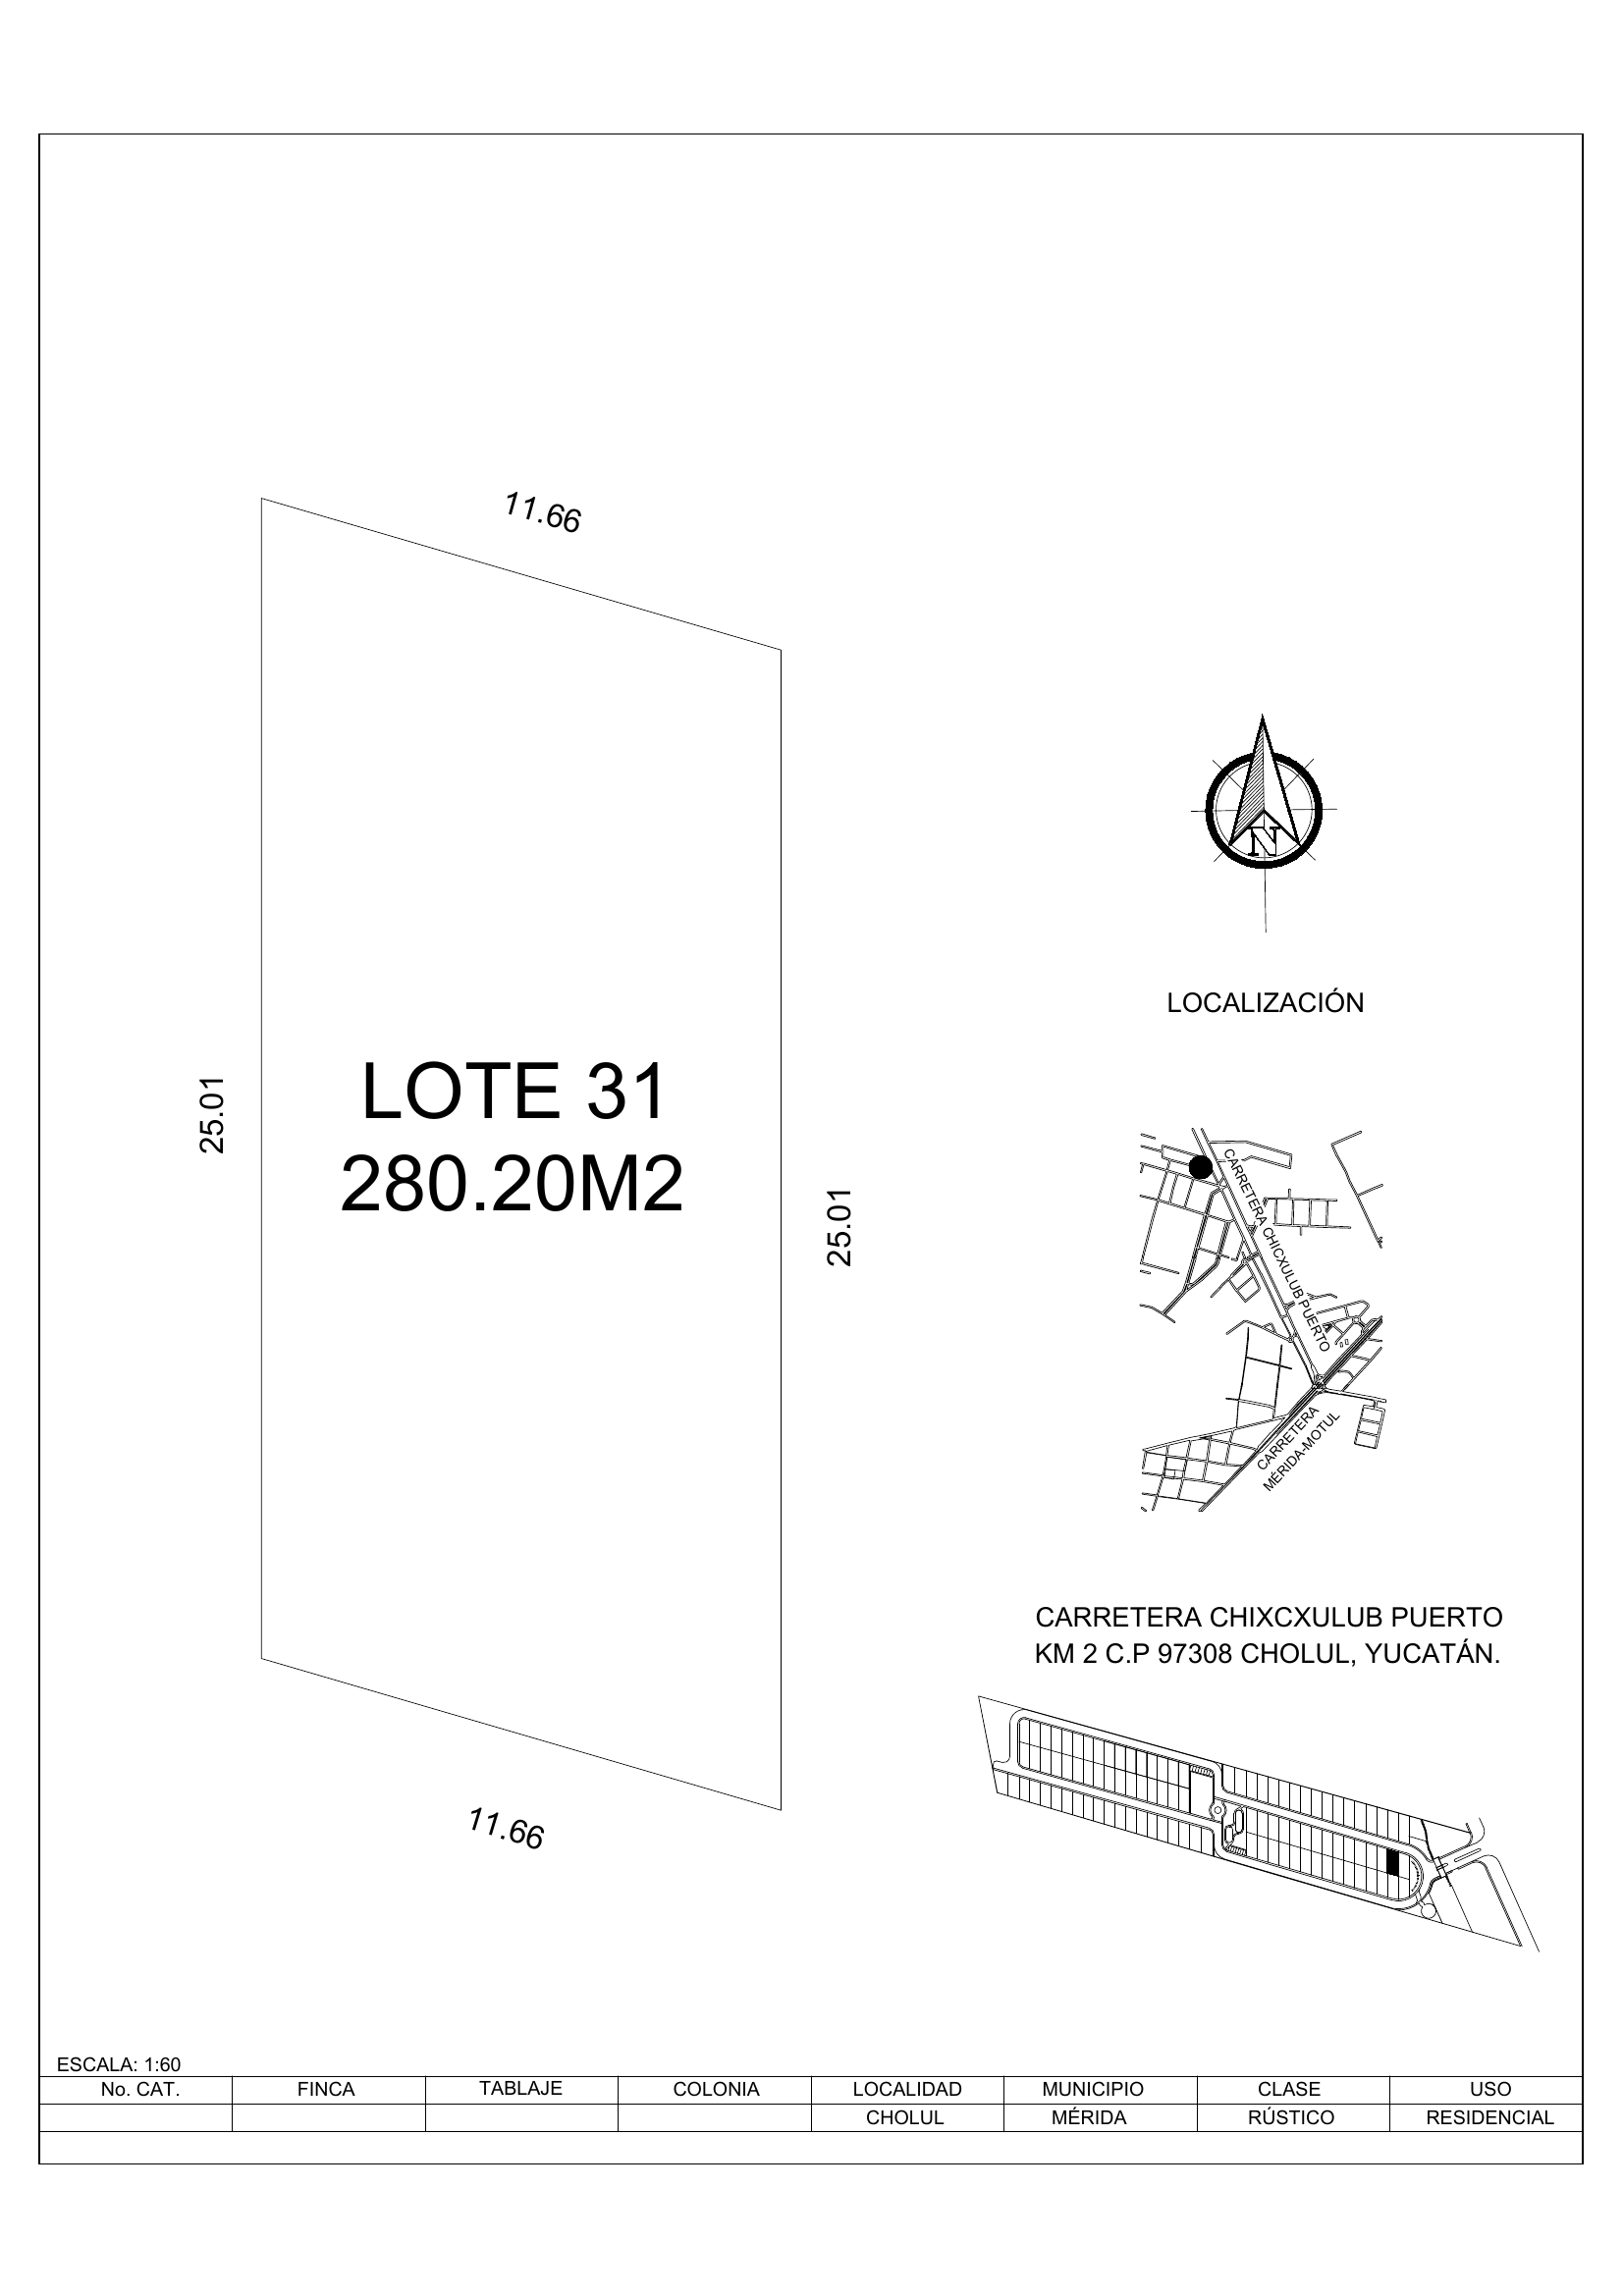 11.66
25.01
LOTE 31
280.20M2
25.01
11.66
N
LOCALIZACIÓN
CARRETERA CHICXULUB PUERTO
CARRETERA
MÉRIDA-MOTUL
CARRETERA CHIXCXULUB PUERTO
KM 2 C.P 97308 CHOLUL, YUCATÁN.
ESCALA: 1:60
No. CAT. FINCA TABLAJE COLONIA LOCALIDAD MUNICIPIO CLASE USO
CHOLUL MÉRIDA RÚSTICO RESIDENCIAL